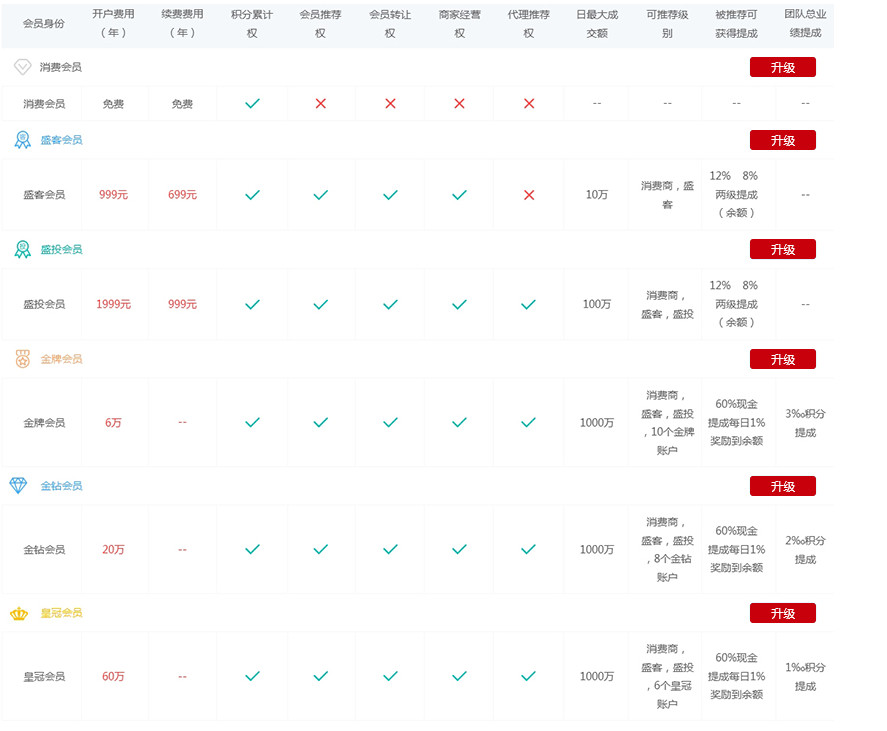 会员身份 开户费用（年） 续费费用（年） 积分累计权 会员推荐权 会员转让权 商家经营权 代理推荐权 日最大成交额 可推荐级别 被推荐可获得提成 团队总业绩提成
消费会员 升级
消费会员 免费 免费 -- -- -- --
盛客会员 升级
盛客会员 999元 699元 10万 消费商，盛客 12% 8% 两级提成（余额） --
盛投会员 升级
盛投会员 1999元 999元 100万 消费商，盛客，盛投 12% 8% 两级提成（余额） --
金牌会员 升级
金牌会员 6万 -- 1000万 消费商，盛客，盛投，10个金牌账户 60%现金提成每日1%奖励到余额 3‰积分提成
金钻会员 升级
金钻会员 20万 -- 1000万 消费商，盛客，盛投，8个金钻账户 60%现金提成每日1%奖励到余额 2‰积分提成
皇冠会员 升级
皇冠会员 60万 -- 1000万 消费商，盛客，盛投，6个皇冠账户 60%现金提成每日1%奖励到余额 1‰积分提成